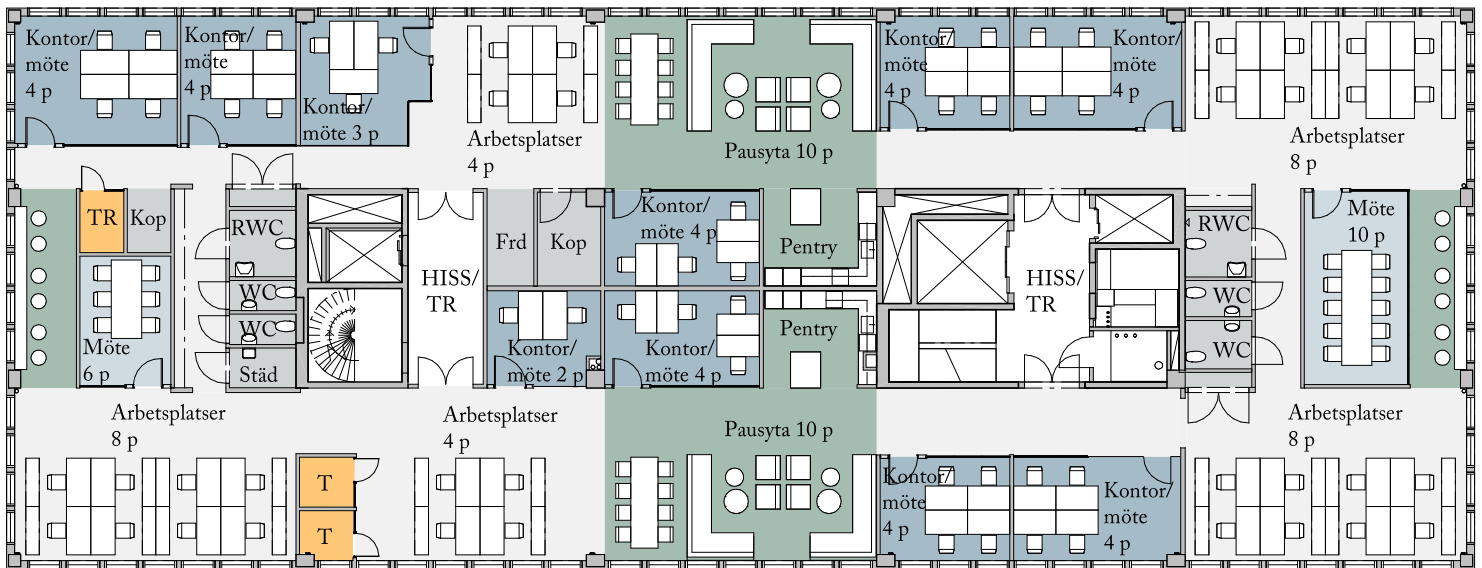 Kontor/
möte
4 p
Kontor/
möte
4 p
Kontor/
möte 3 p
Arbetsplatser
4 p
Pausyta 10 p
Kontor/
möte
4 p
Kontor/
möte
4 p
Arbetsplatser
8 p
TR
Kop
RWC
WC
WC
Städ
Möte
6 p
HISS/
TR
Frd
Kop
Kontor/
möte 4 p
Kontor/
möte 2 p
Kontor/
möte 4 p
Pentry
Pentry
HISS/
TR
RWC
WC
WC
Möte
10 p
Arbetsplatser
8 p
Arbetsplatser
4 p
Pausyta 10 p
Arbetsplatser
8 p
T
T
Kontor/
möte
4 p
Kontor/
möte
4 p